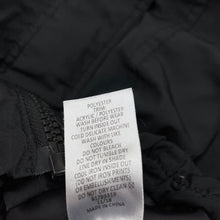 POLYESTER
TRIM:
ACRYLIC / POLYESTER
WASH BEFORE WEAR
TURN INSIDE OUT
COLD DELICATE MACHINE
WASH WITH LIKE
COLOURS
DO NOT BLEACH
DO NOT TUMBLE DRY
LINE DRY IN SHADE
COOL IRON INSIDE OUT
(DO NOT IRON PRINTS
OR EMBELLISHMENTS)
DO NOT DRY CLEAN
MADE IN CHINA